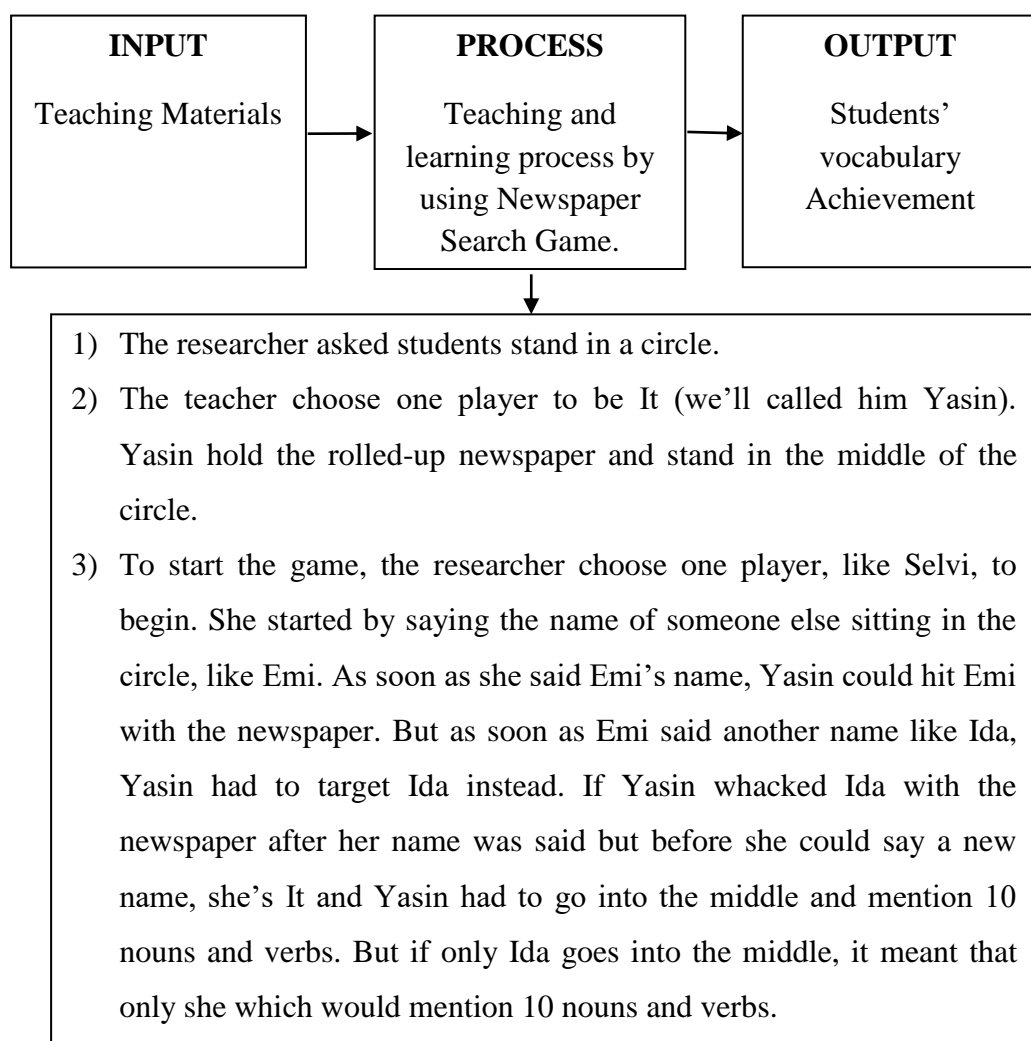 INPUT
Teaching Materials
PROCESS
Teaching and
learning process by
using Newspaper
Search Game.
OUTPUT
Students’
vocabulary
Achievement
1) The researcher asked students stand in a circle.
2) The teacher choose one player to be It (we’ll called him Yasin).
Yasin hold the rolled-up newspaper and stand in the middle of the
circle.
3) To start the game, the researcher choose one player, like Selvi, to
begin. She started by saying the name of someone else sitting in the
circle, like Emi. As soon as she said Emi’s name, Yasin could hit Emi
with the newspaper. But as soon as Emi said another name like Ida,
Yasin had to target Ida instead. If Yasin whacked Ida with the
newspaper after her name was said but before she could say a new
name, she’s It and Yasin had to go into the middle and mention 10
nouns and verbs. But if only Ida goes into the middle, it meant that
only she which would mention 10 nouns and verbs.